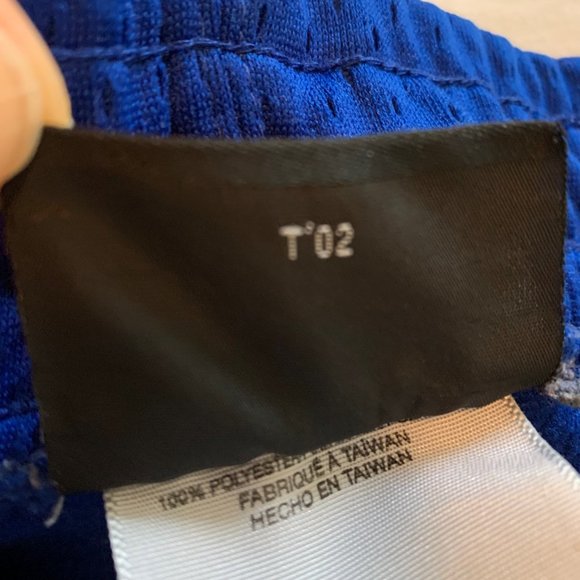 T'02
100% POLYESTER
FABRIQUÉ À TAIWAN
HECHO EN TAIWAN